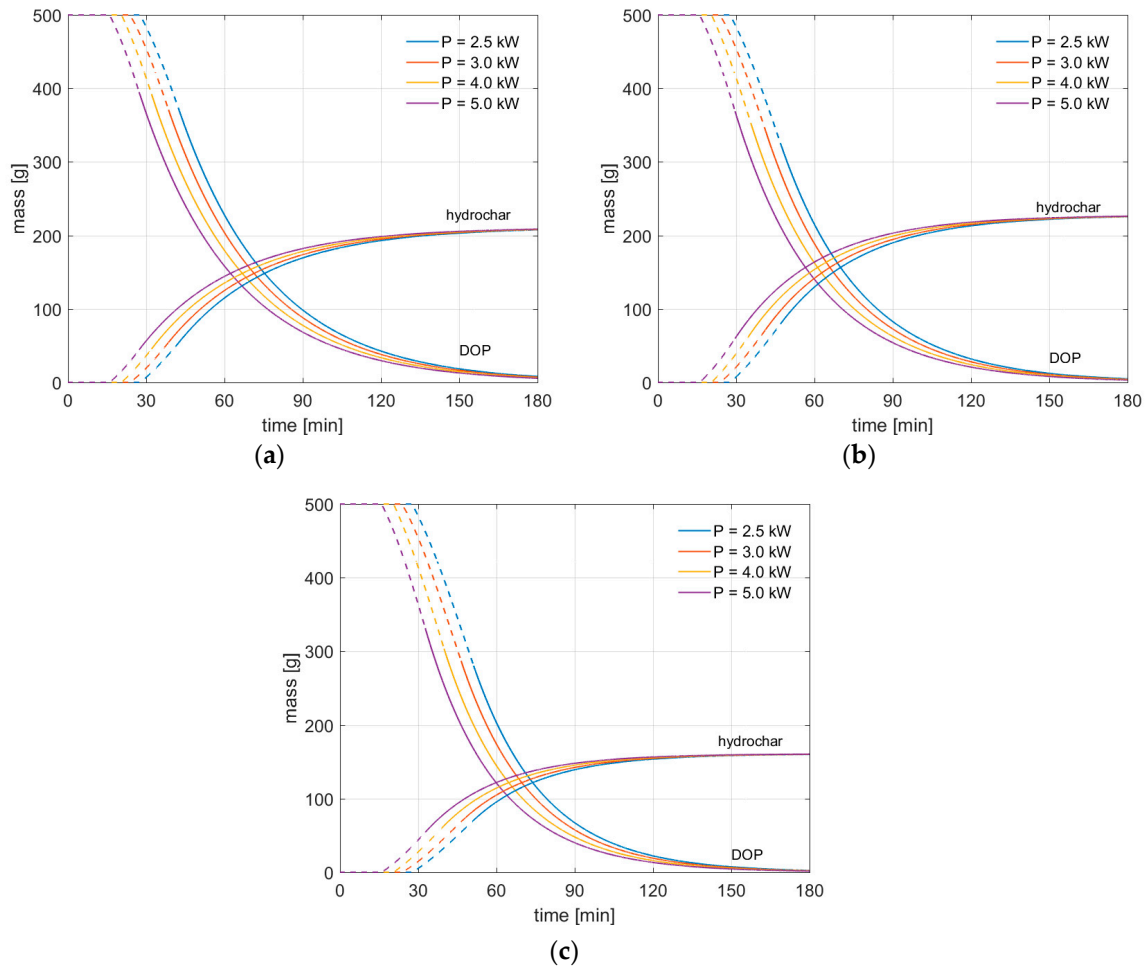 500
400
300
200
100
0
mass [g]
P = 2.5 kW
P = 3.0 kW
P = 4.0 kW
P = 5.0 kW
hydrochar
DOP
0 30 60 90 120 150 180
time [min]
(a)
500
400
300
200
100
0
mass [g]
P = 2.5 kW
P = 3.0 kW
P = 4.0 kW
P = 5.0 kW
hydrochar
DOP
0 30 60 90 120 150 180
time [min]
(b)
500
400
300
200
100
0
mass [g]
P = 2.5 kW
P = 3.0 kW
P = 4.0 kW
P = 5.0 kW
hydrochar
DOP
0 30 60 90 120 150 180
time [min]
(c)